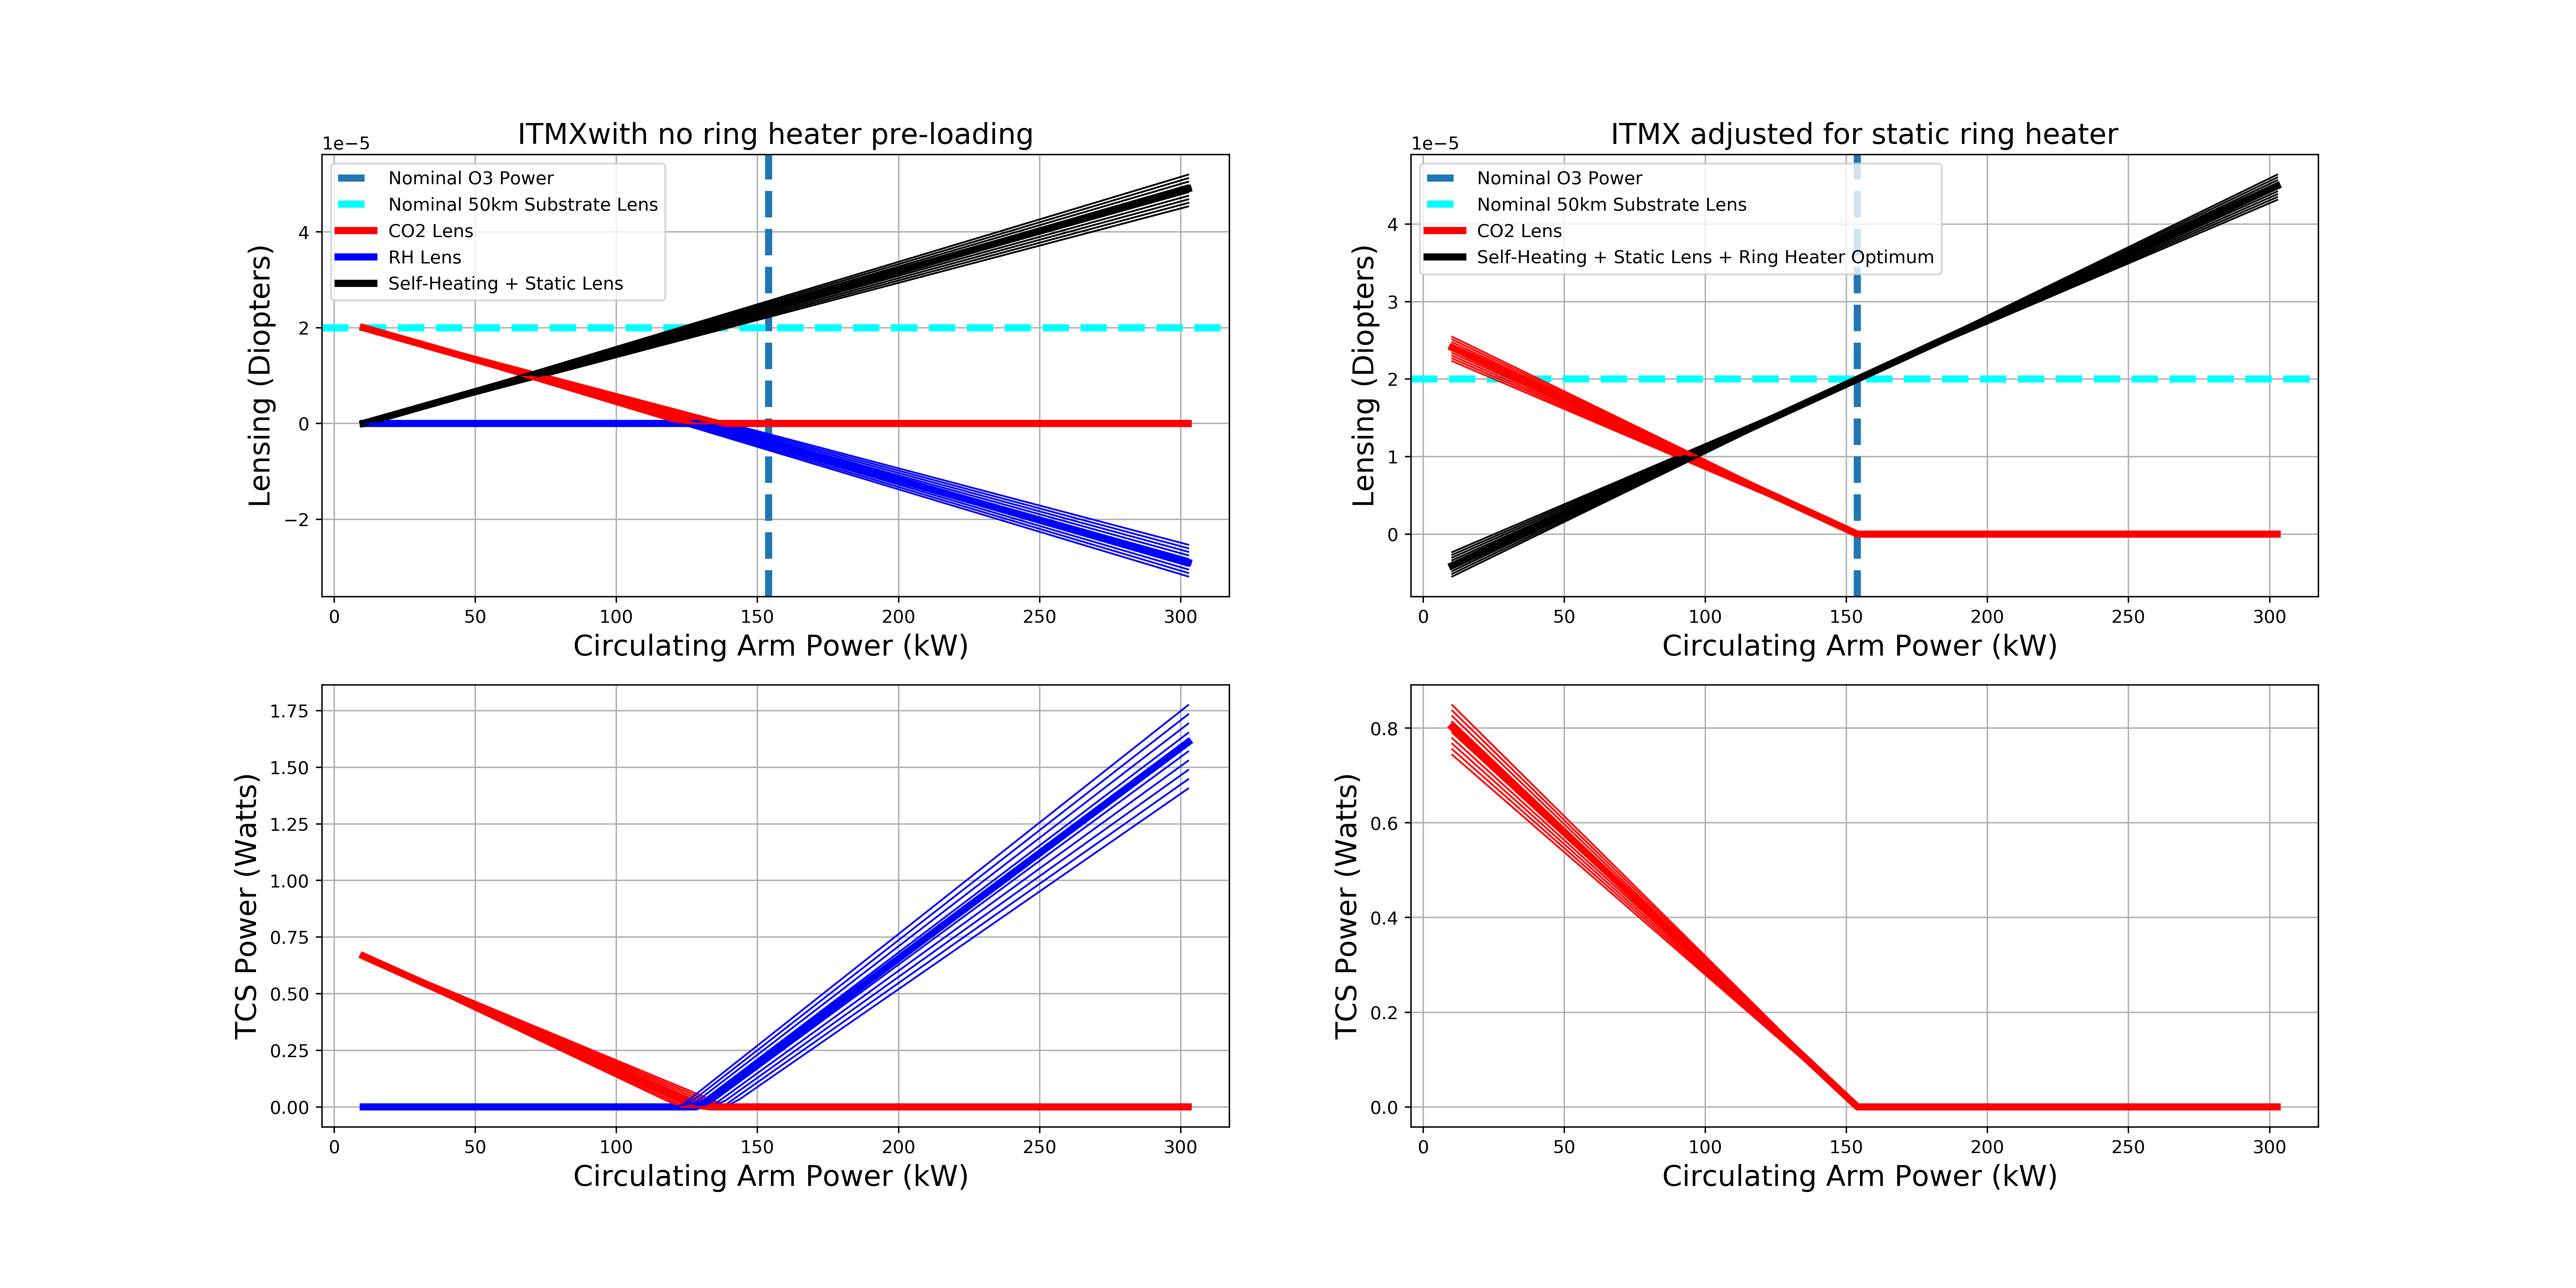 ITMXwith no ring heater pre-loading
1e−5
Nominal O3 Power
Nominal 50km Substrate Lens
CO2 Lens
RH Lens
Self-Heating + Static Lens
Lensing (Diopters)
4
2
0
−2
0 50 100 150 200 250 300
Circulating Arm Power (kW)
ITMX adjusted for static ring heater
1e−5
Nominal O3 Power
Nominal 50km Substrate Lens
CO2 Lens
Self-Heating + Static Lens + Ring Heater Optimum
Lensing (Diopters)
4
3
2
1
0
0 50 100 150 200 250 300
Circulating Arm Power (kW)
TCS Power (Watts)
1.75
1.50
1.25
1.00
0.75
0.50
0.25
0.00
0 50 100 150 200 250 300
Circulating Arm Power (kW)
TCS Power (Watts)
0.8
0.6
0.4
0.2
0.0
0 50 100 150 200 250 300
Circulating Arm Power (kW)